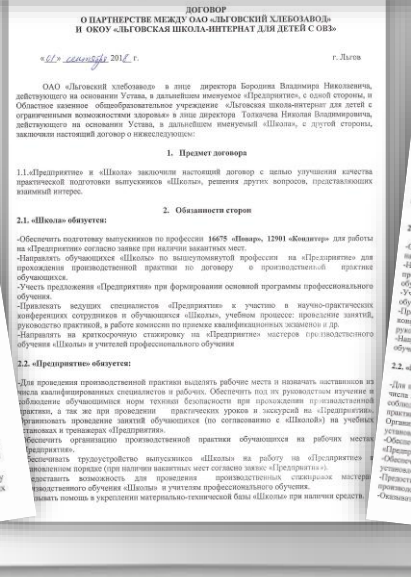 ДОГОВОР
О ПАРТНЕРСТВЕ МЕЖДУ ОАО «ЛЬГОВСКИЙ ХЛЕБОЗАВОД»
И ОКОУ «ЛЬГОВСКАЯ ШКОЛА-ИНТЕРНАТ ДЛЯ ДЕТЕЙ С ОВЗ»
«01» сентября 2018 г. г. Льгов
ОАО «Льговский хлебозавод» в лице директора Бородина Владимира Николаевича,
действующего на основании Устава, в дальнейшем именуемое «Предприятие», с одной стороны, и
Областное казенное общеобразовательное учреждение «Льговская школа-интернат для детей с
ограниченными возможностями здоровья» в лице директора Толкачева Николая Владимировича,
действующего на основании Устава, в дальнейшем именуемый «Школа», с другой стороны,
заключили настоящий договор о нижеследующем:
1. Предмет договора
1.1.«Предприятие» и «Школа» заключили настоящий договор с целью улучшения качества
практической подготовки выпускников «Школы», решения других вопросов, представляющих
взаимный интерес.
2. Обязанности сторон
2.1. «Школа» обязуется:
-Обеспечить подготовку выпускников по профессии 16675 «Повар», 12901 «Кондитер» для работы
на «Предприятии» согласно заявке при наличии вакантных мест.
-Направлять обучающихся «Школы» по вышеупомянутой профессии на «Предприятие» для
прохождения производственной практики по договору о производственной практике
обучающихся.
-Учесть предложения «Предприятия» при формировании основной программы профессионального
обучения.
-Привлекать ведущих специалистов «Предприятия» к участию в научно-практических
конференциях сотрудников и обучающихся «Школы», учебном процессе: проведение занятий,
руководство практикой, в работе комиссии по приемке квалификационных экзаменов и др.
-Направлять на краткосрочную стажировку на «Предприятие» мастеров производственного
обучения «Школы» и учителей профессионального обучения
2.2. «Предприятие» обязуется:
-Для проведения производственной практики выделять рабочие места и назначать наставников из
числа квалифицированных специалистов и рабочих. Обеспечить под их руководством изучение и
соблюдение обучающимися норм техники безопасности при прохождении производственной
практики, а так же при проведении практических уроков и экскурсий на «Предприятии».
Организовать проведение занятий обучающихся (по согласованию с «Школой») на учебных
установках и тренажерах «Предприятия».
Обеспечить организацию производственной практики обучающихся на рабочих местах
«Предприятия».
Обеспечивать трудоустройство выпускников «Школы» на работу на «Предприятие» в
установленном порядке (при наличии вакантных мест согласно заявке «Предприятия»).
Предоставить возможность для проведения производственных стажировок мастеров
производственного обучения «Школы» и учителям профессионального обучения.
Оказывать помощь в укреплении материально-технической базы «Школы» при наличии средств.